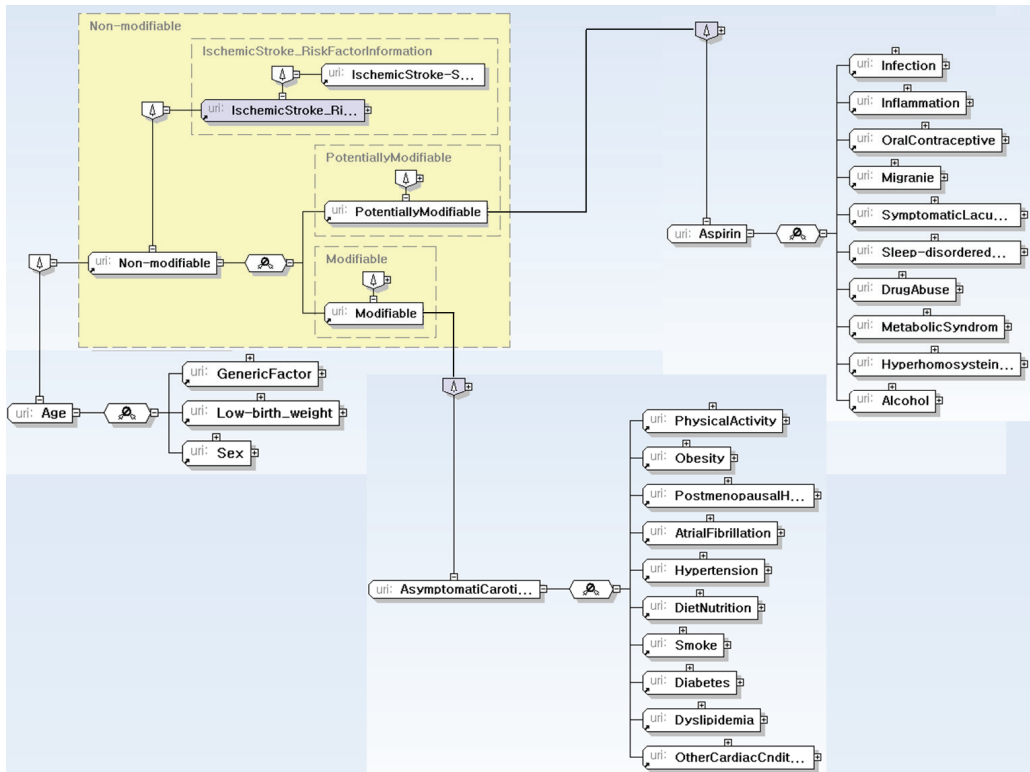 Non-modifiable
IschemicStroke_RiskFactorInformation
uri: IschemicStroke-S...
uri: IschemicStroke_Ri...
PotentiallyModifiable
uri: PotentiallyModifiable
uri: Non-modifiable
Modifiable
uri: Modifiable
uri: Age
uri: GenericFactor
uri: Low-birth_weight
uri: Sex
uri: Aspirin
uri: Infection
uri: Inflammation
uri: OralContraceptive
uri: Migranie
uri: SymptomaticLacu...
uri: Sleep-disordered...
uri: DrugAbuse
uri: MetabolicSyndrom
uri: Hyperhomosystein...
uri: Alcohol
uri: AsymptomatiCaroti...
uri: PhysicalActivity
uri: Obesity
uri: PostmenopausalH...
uri: AtrialFibrillation
uri: Hypertension
uri: DietNutrition
uri: Smoke
uri: Diabetes
uri: Dyslipidemia
uri: OtherCardiacCndit...